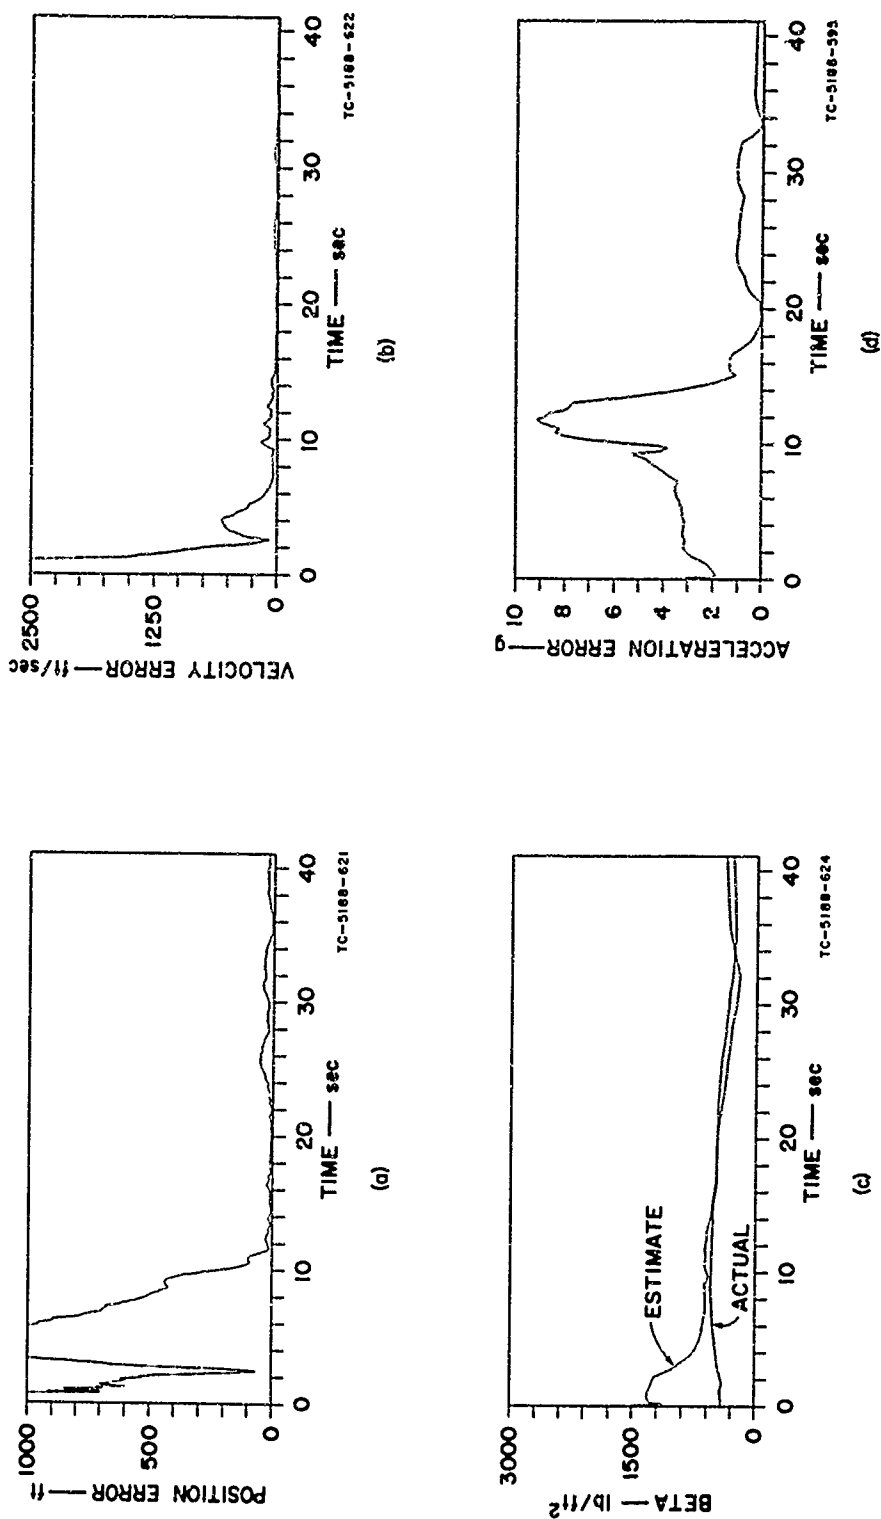 POSITION ERROR — ft
1000
500
0
0 10 20 30 40
TIME — sec
TC-5188-621
(a)
VELOCITY ERROR — ft/sec
2500
1250
0
0 10 20 30 40
TIME — sec
TC-5188-622
(b)
BETA — lb/ft²
3000
1500
0
ESTIMATE
ACTUAL
0 10 20 30 40
TIME — sec
TC-5188-624
(c)
ACCELERATION ERROR — g
10
8
6
4
2
0
0 10 20 30 40
TIME — sec
TC-5188-595
(d)